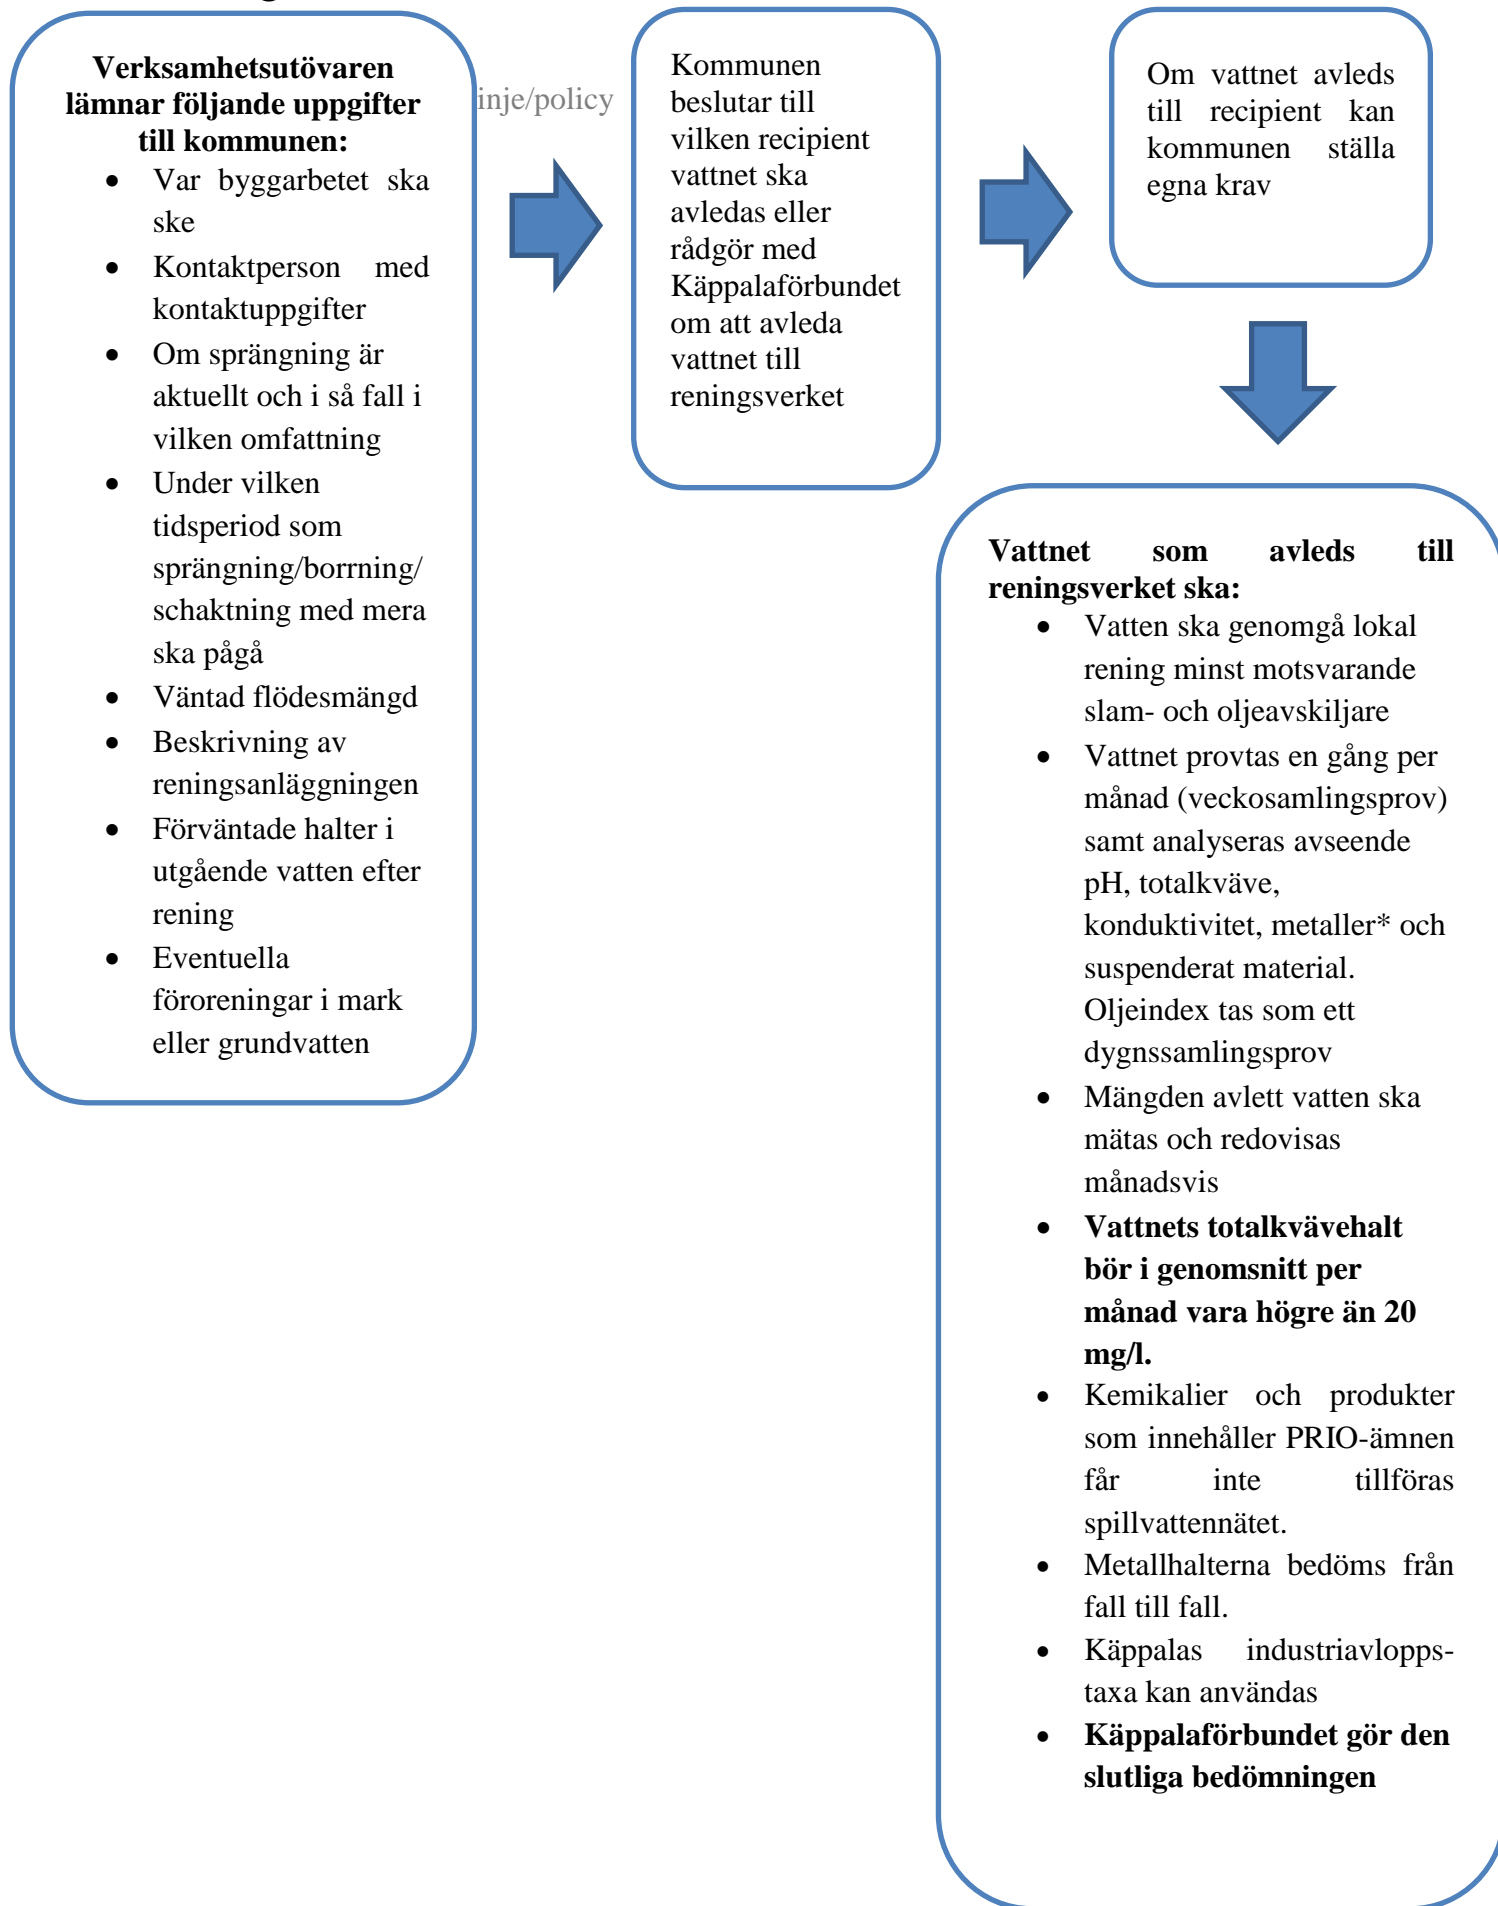 Verksamhetsutövaren
lämnar följande uppgifter
till kommunen:
• Var byggarbetet ska
ske
• Kontaktperson med
kontaktuppgifter
• Om sprängning är
aktuellt och i så fall i
vilken omfattning
• Under vilken
tidsperiod som
sprängning/borrning/
schaktning med mera
ska pågå
• Väntad flödesmängd
• Beskrivning av
reningsanläggningen
• Förväntade halter i
utgående vatten efter
rening
• Eventuella
föroreningar i mark
eller grundvatten
inje/policy
Kommunen
beslutar till
vilken recipient
vattnet ska
avledas eller
rådgör med
Käppalaförbundet
om att avleda
vattnet till
reningsverket
Om vattnet avleds
till recipient kan
kommunen ställa
egna krav
Vattnet som avleds till
reningsverket ska:
• Vatten ska genomgå lokal
rening minst motsvarande
slam- och oljeavskiljare
• Vattnet provtas en gång per
månad (veckosamlingsprov)
samt analyseras avseende
pH, totalkväve,
konduktivitet, metaller* och
suspenderat material.
Oljeindex tas som ett
dygnssamlingsprov
• Mängden avlett vatten ska
mätas och redovisas
månadsvis
• Vattnets totalkvävehalt
bör i genomsnitt per
månad vara högre än 20
mg/l.
• Kemikalier och produkter
som innehåller PRIO-ämnen
får inte tillföras
spillvattennätet.
• Metallhalterna bedöms från
fall till fall.
• Käppalas industriavlopps-
taxa kan användas
• Käppalaförbundet gör den
slutliga bedömningen